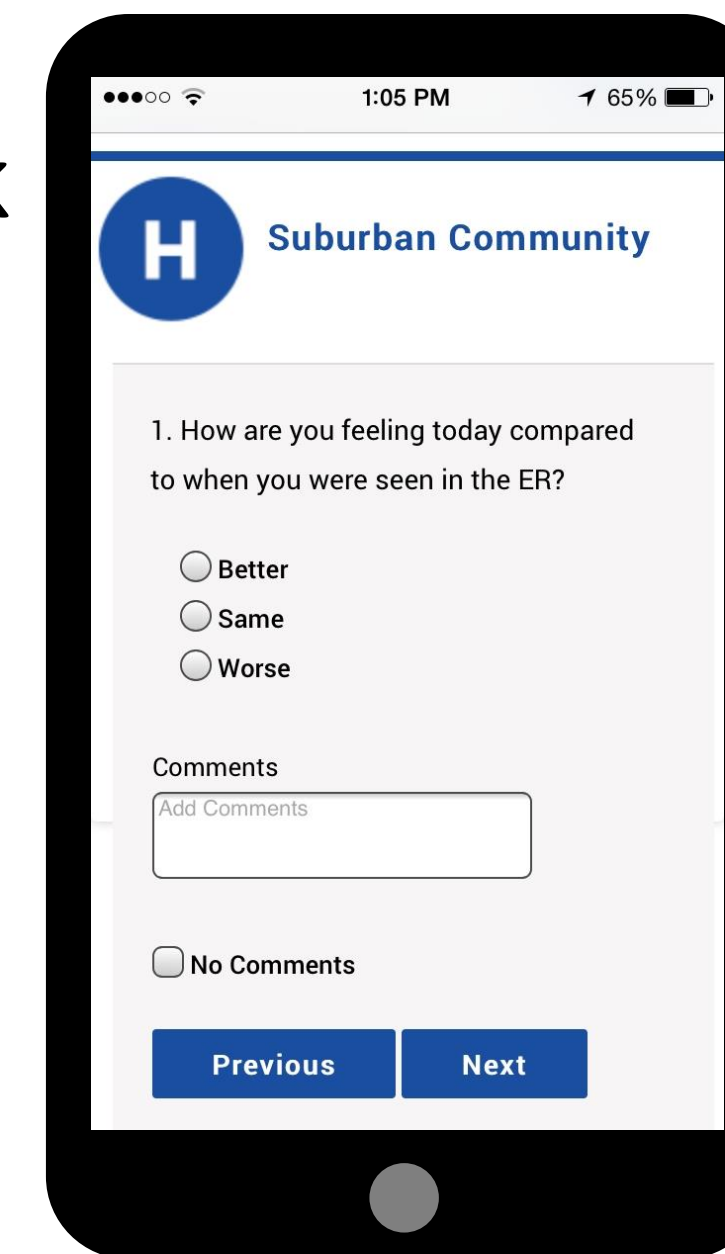 1:05 PM
65%
H
Suburban Community
1. How are you feeling today compared
to when you were seen in the ER?
Better
Same
Worse
Comments
Add Comments
No Comments
Previous
Next